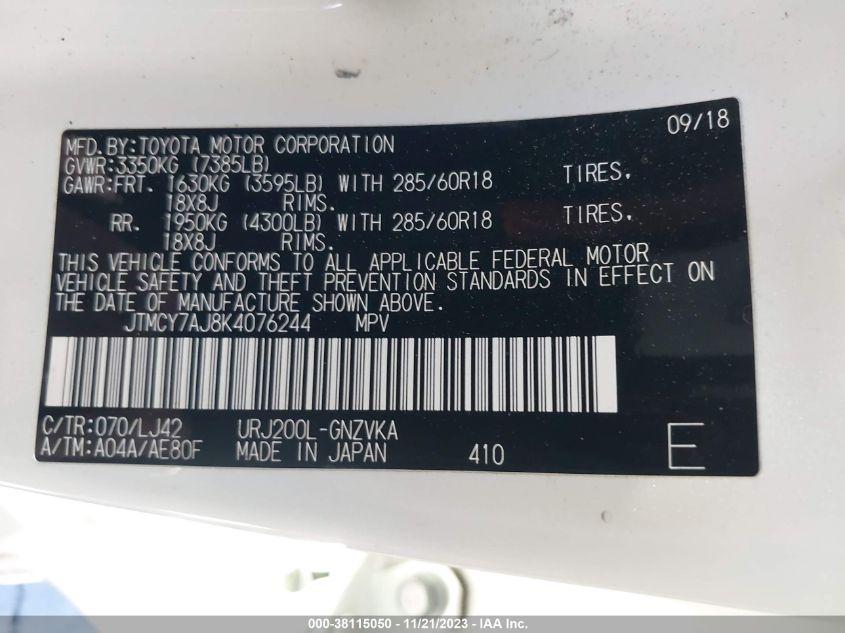 09/18
MFD.BY:TOYOTA MOTOR CORPORATION
GVWR:3350KG (7385LB)
GAWR:FRT. 1630KG (3595LB) WITH 285/60R18 TIRES,
18X8J RIMS.
RR. 1950KG (4300LB) WITH 285/60R18 TIRES,
18X8J RIMS.
THIS VEHICLE CONFORMS TO ALL APPLICABLE FEDERAL MOTOR
VEHICLE SAFETY AND THEFT PREVENTION STANDARDS IN EFFECT ON
THE DATE OF MANUFACTURE SHOWN ABOVE.
JTMCY7AJ8K4076244 MPV
C/TR:070/LJ42 URJ200L-GNZVKA
A/TM:A04A/AE80F MADE IN JAPAN 410 E
000-38115050 - 11/21/2023 - IAA Inc.